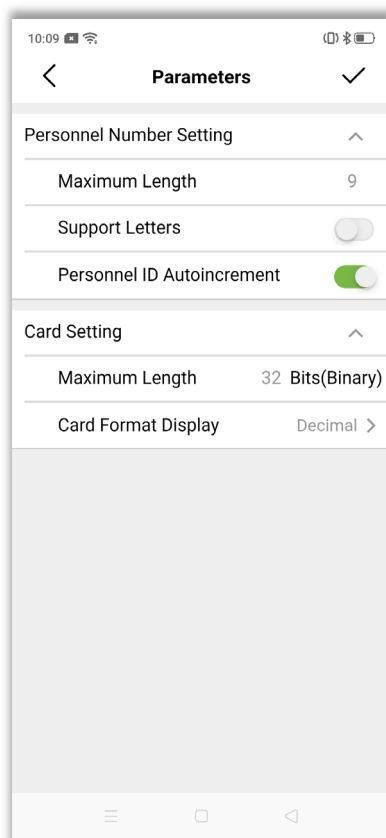 10:09
Parameters
Personnel Number Setting
Maximum Length 9
Support Letters
Personnel ID Autoincrement
Card Setting
Maximum Length 32 Bits(Binary)
Card Format Display Decimal